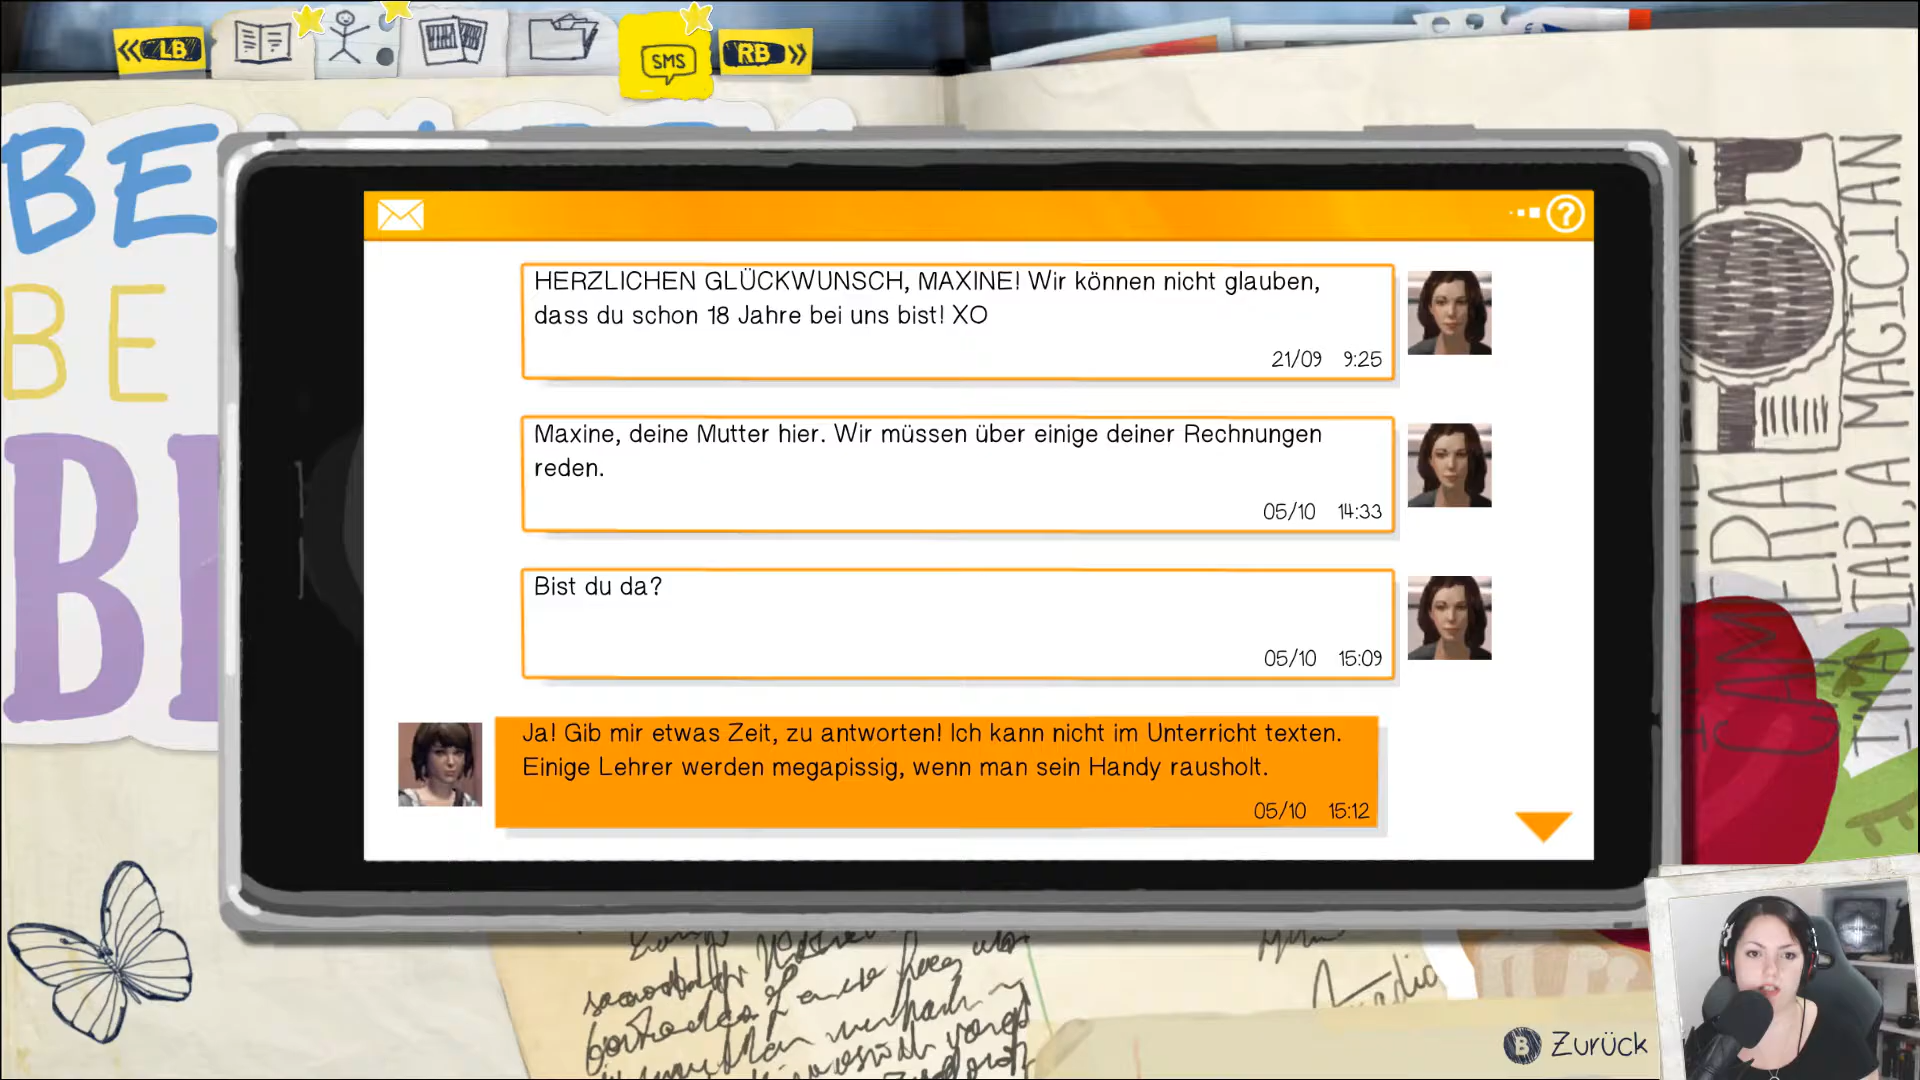 LB
SMS
RB
BE
BE
HERZLICHEN GLÜCKWUNSCH, MAXINE! Wir können nicht glauben,
dass du schon 18 Jahre bei uns bist! XO
21/09 9:25
Maxine, deine Mutter hier. Wir müssen über einige deiner Rechnungen
reden.
05/10 14:33
Bist du da?
05/10 15:09
Ja! Gib mir etwas Zeit, zu antworten! Ich kann nicht im Unterricht texten.
Einige Lehrer werden megapissig, wenn man sein Handy rausholt.
05/10 15:12
A MAGICIAN
B Zurück